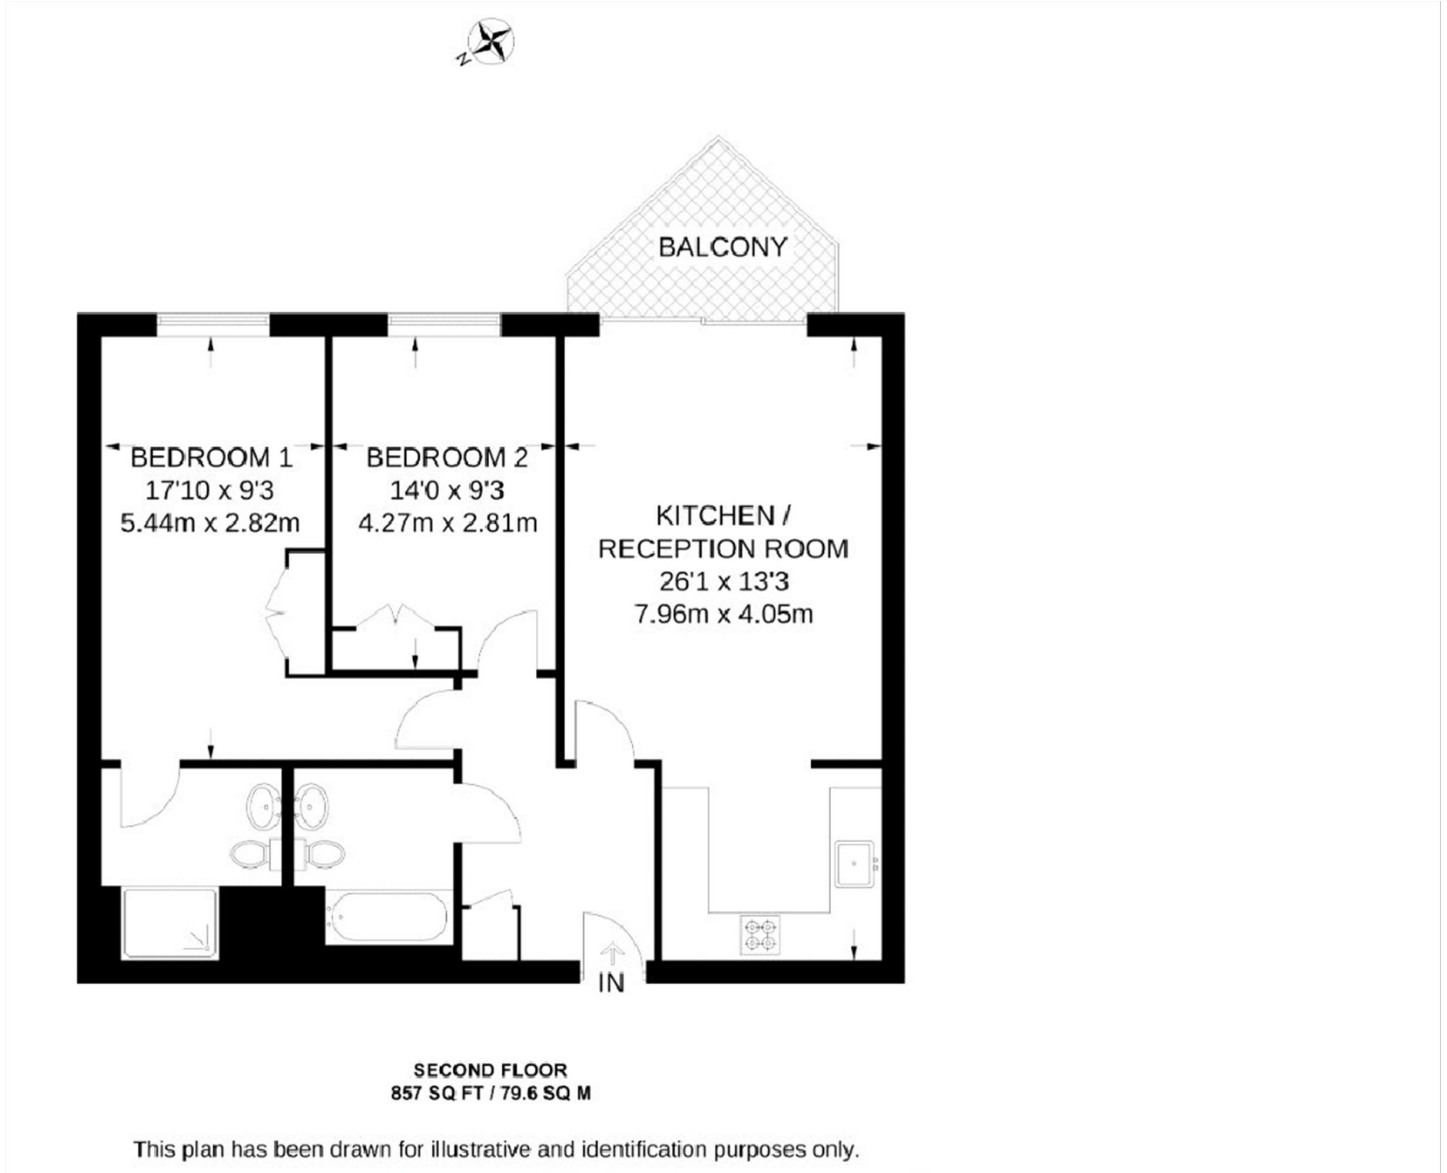 N
BALCONY
BEDROOM 1
17'10 x 9'3
5.44m x 2.82m
BEDROOM 2
14'0 x 9'3
4.27m x 2.81m
KITCHEN /
RECEPTION ROOM
26'1 x 13'3
7.96m x 4.05m
IN
SECOND FLOOR
857 SQ FT / 79.6 SQ M
This plan has been drawn for illustrative and identification purposes only.